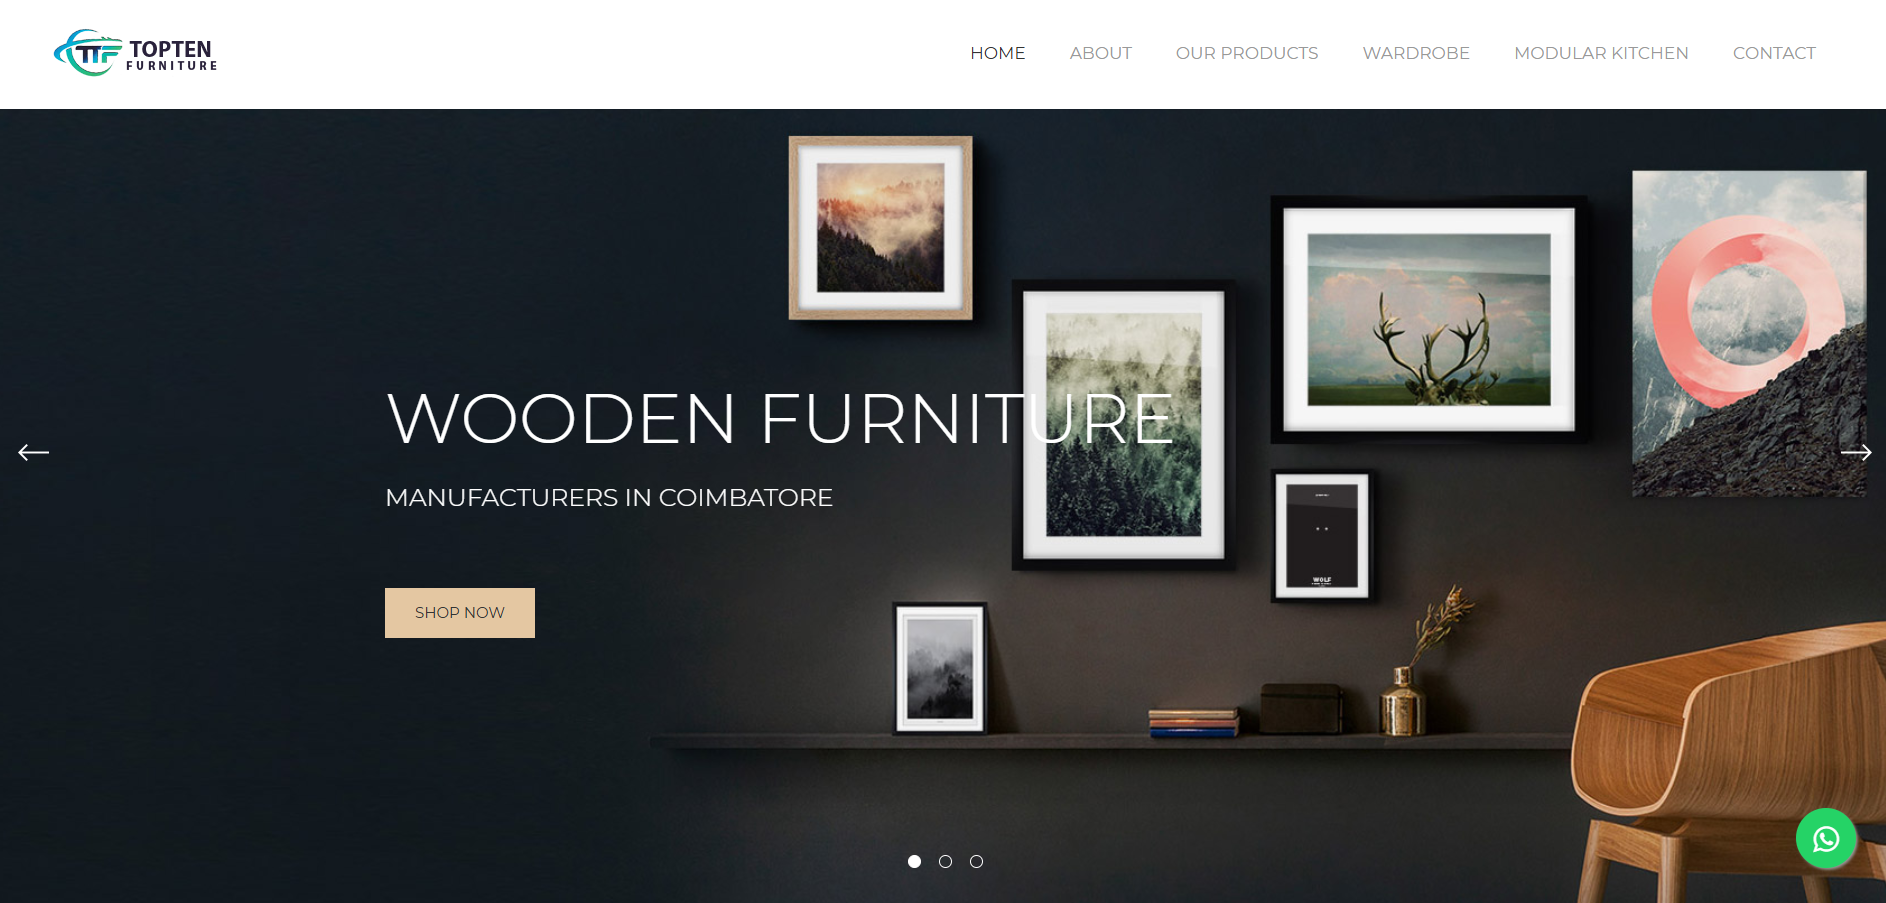 TTF TOPTEN
FURNITURE
HOME ABOUT OUR PRODUCTS WARDROBE MODULAR KITCHEN CONTACT
WOODEN FURNITURE
MANUFACTURERS IN COIMBATORE
SHOP NOW
WOLF